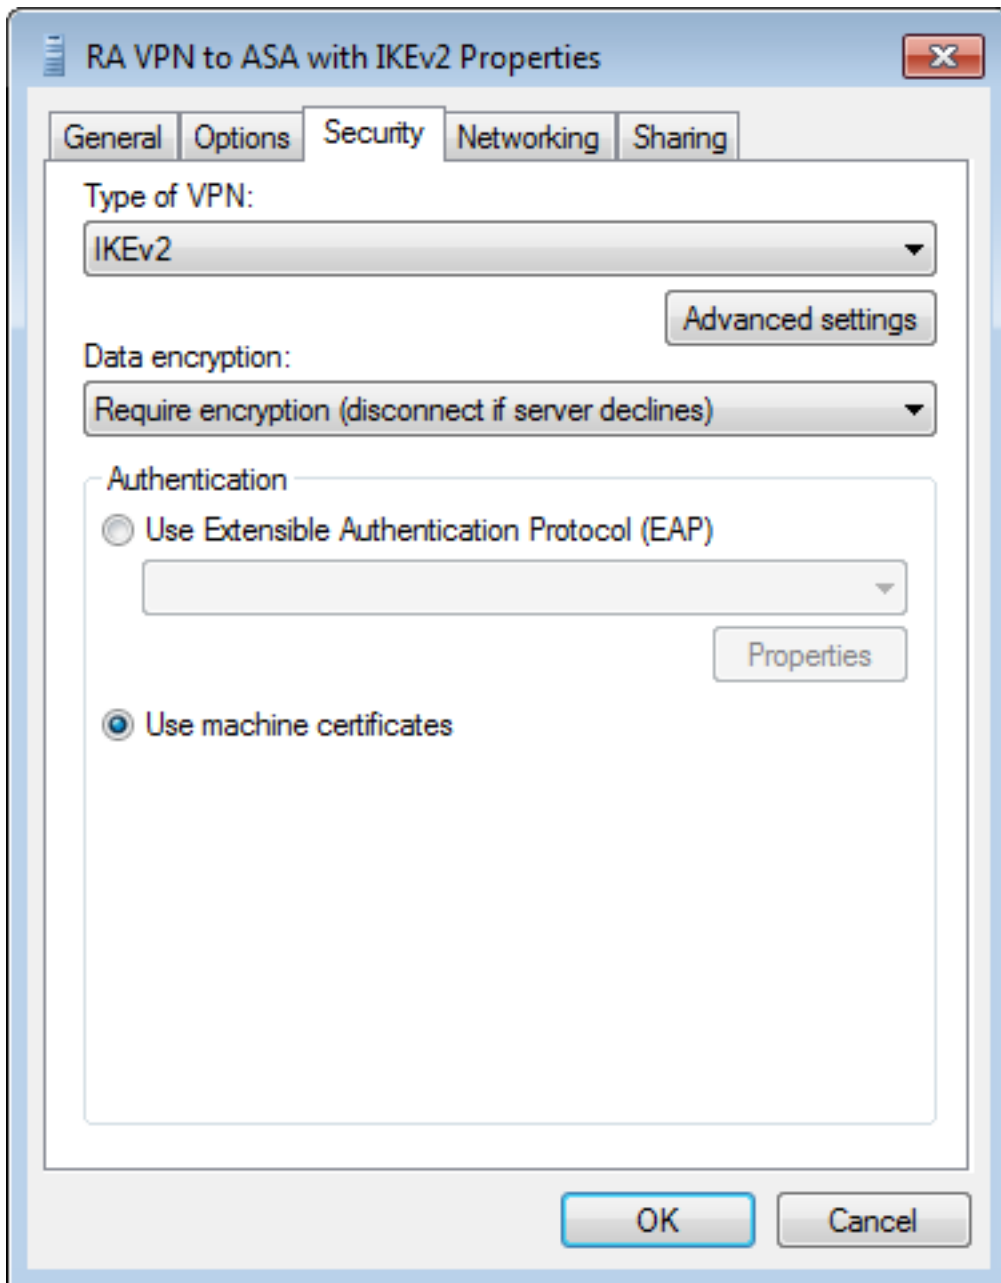 RA VPN to ASA with IKEv2 Properties
General Options Security Networking Sharing
Type of VPN:
IKEv2
Advanced settings
Data encryption:
Require encryption (disconnect if server declines)
Authentication
Use Extensible Authentication Protocol (EAP)
Properties
Use machine certificates
OK Cancel